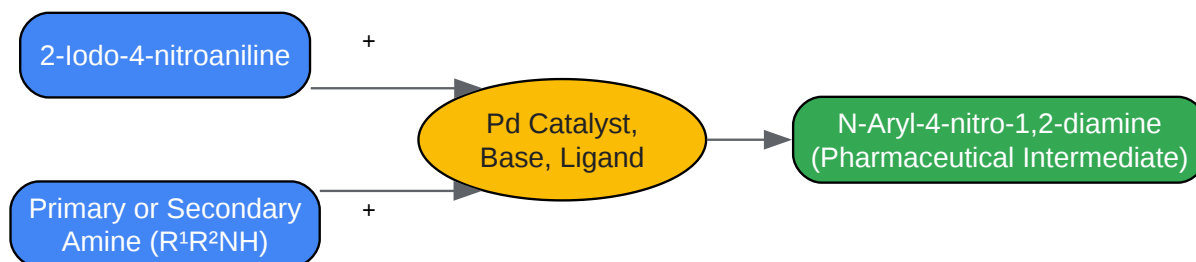 2-Iodo-4-nitroaniline
+
Pd Catalyst,
Base, Ligand
N-Aryl-4-nitro-1,2-diamine
(Pharmaceutical Intermediate)
Primary or Secondary
Amine (R¹R²NH)
+